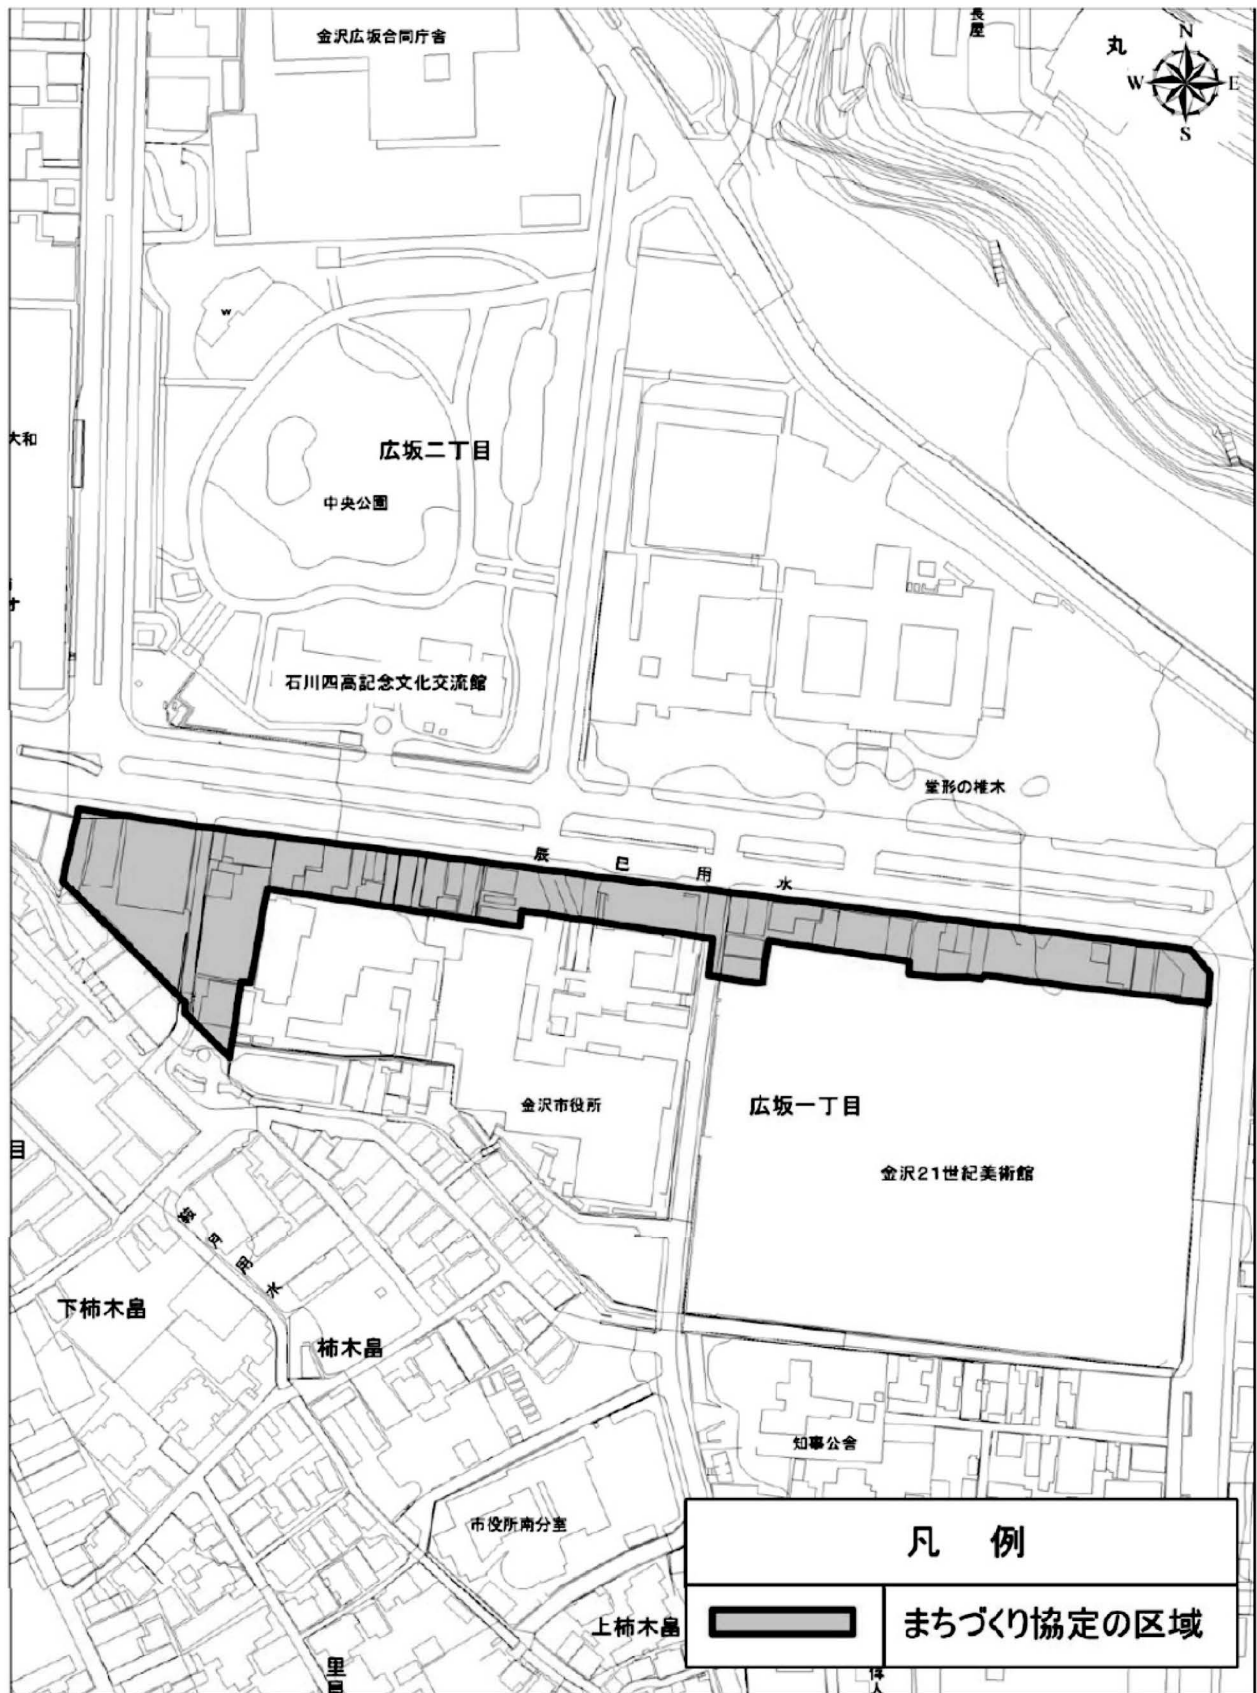 金沢広坂合同庁舎
長屋
丸
N
W
E
S
w
大和
広坂二丁目
中央公園
石川四高記念文化交流館
堂形の椎木
辰巳用水
金沢市役所
広坂一丁目
金沢21世紀美術館
目
鞍月用水
下柿木畠
柿木畠
知事公舎
市役所南分室
上柿木畠
里見
凡例
まちづくり協定の区域